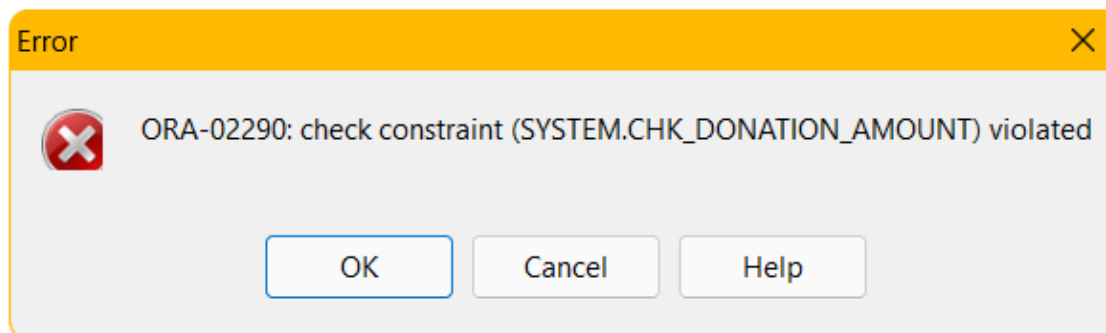 Error
ORA-02290: check constraint (SYSTEM.CHK_DONATION_AMOUNT) violated
OK
Cancel
Help